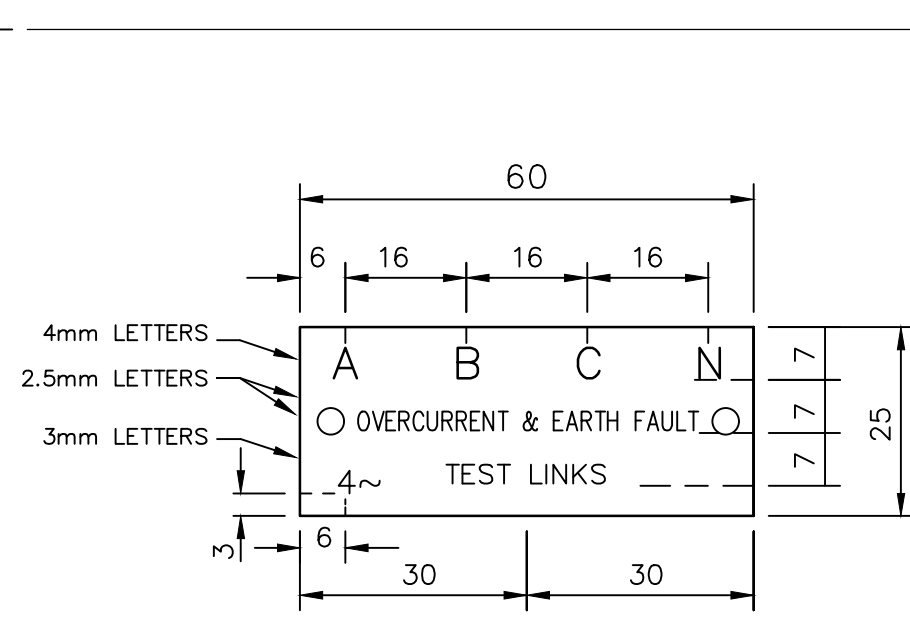 60
6 16 16 16
4mm LETTERS
A B C N
7
2.5mm LETTERS
OVERCURRENT & EARTH FAULT
7
25
3mm LETTERS
TEST LINKS
7
4~
3
6
30 30